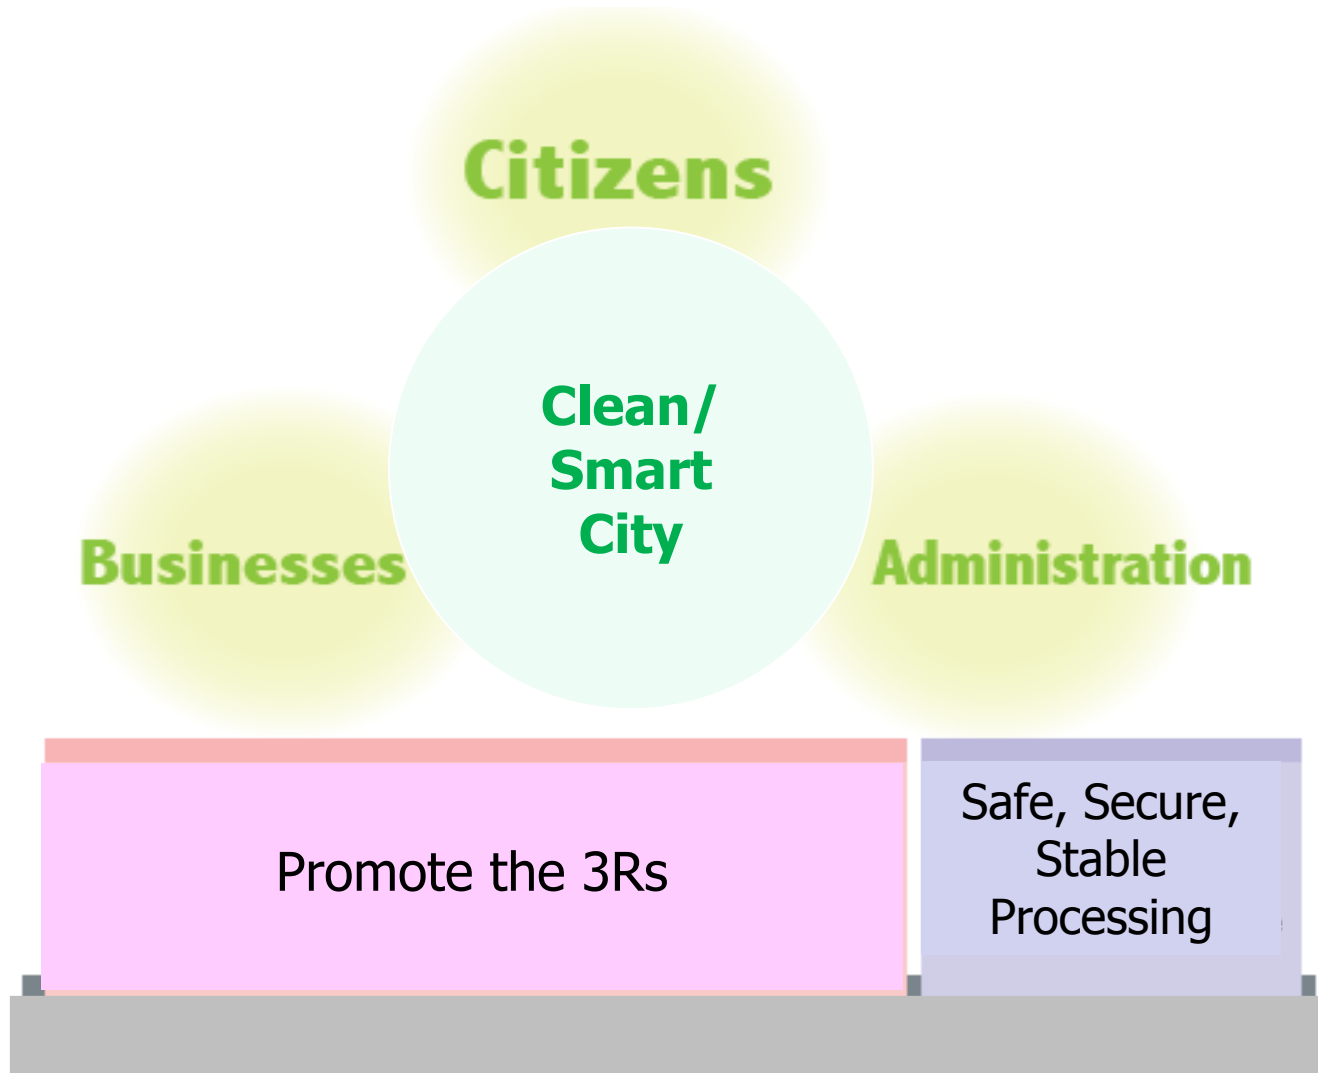 Citizens
Clean/
Smart
City
Businesses
Administration
Promote the 3Rs
Safe, Secure,
Stable
Processing